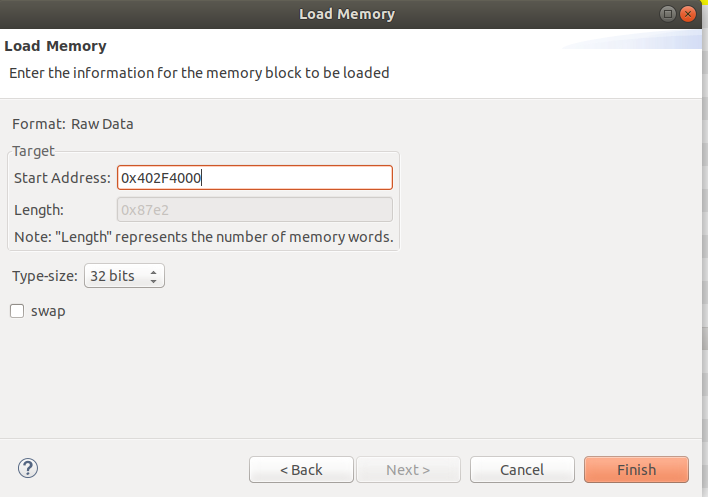 Load Memory
Load Memory
Enter the information for the memory block to be loaded
Format: Raw Data
Target
Start Address: 0x402F4000
Length: 0x87e2
Note: "Length" represents the number of memory words.
Type-size: 32 bits
swap
? < Back Next > Cancel Finish